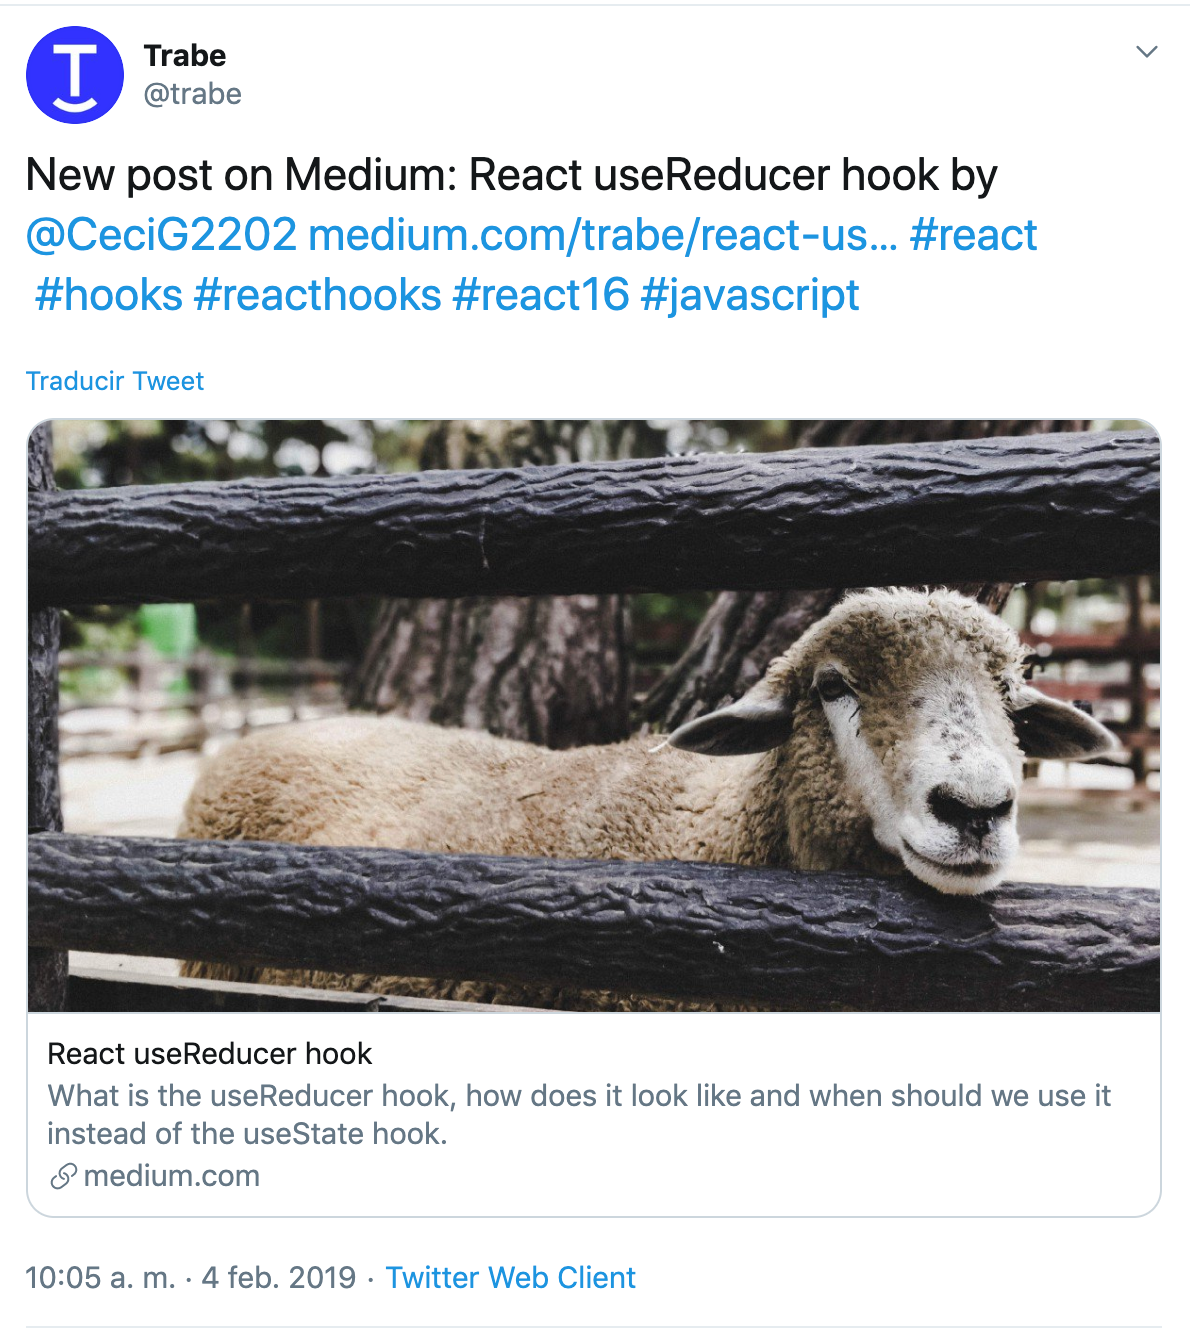 T
Trabe
@trabe
New post on Medium: React useReducer hook by
@CeciG2202 medium.com/trabe/react-us... #react
#hooks #reacthooks #react16 #javascript
Traducir Tweet
React useReducer hook
What is the useReducer hook, how does it look like and when should we use it
instead of the useState hook.
medium.com
10:05 a. m. · 4 feb. 2019 · Twitter Web Client